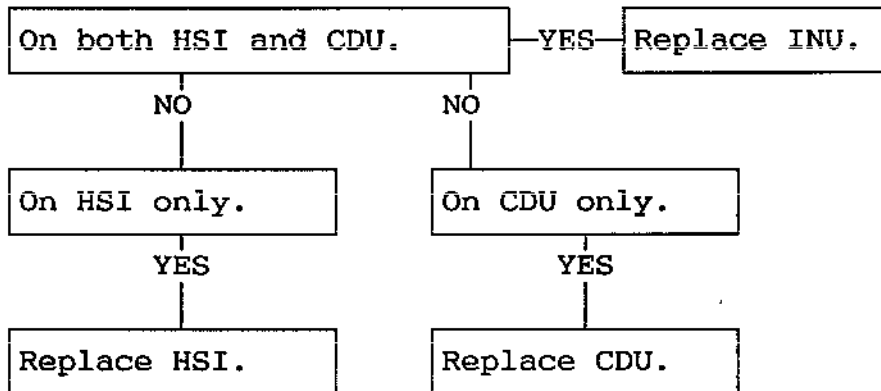 On both HSI and CDU.
YES
Replace INU.
NO
NO
On HSI only.
On CDU only.
YES
YES
Replace HSI.
Replace CDU.